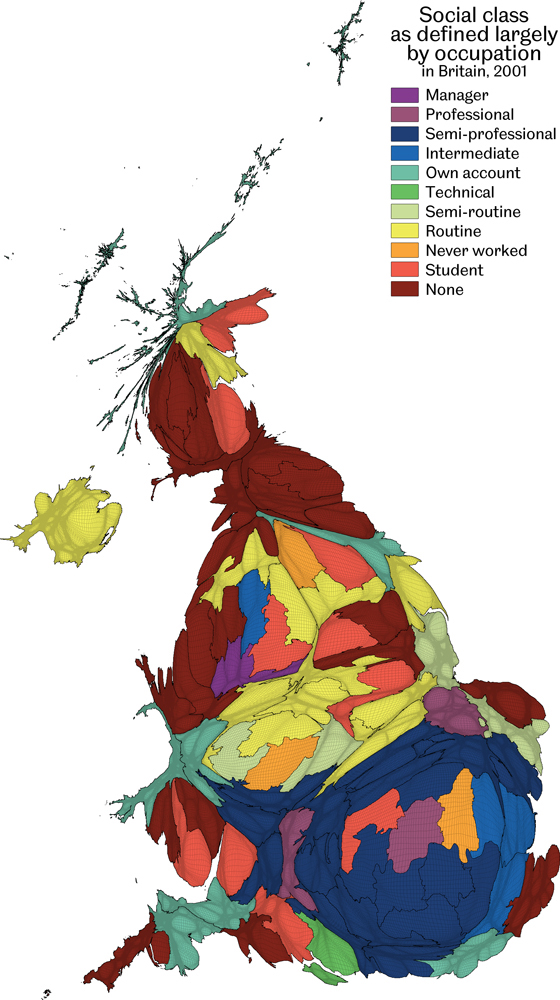 Social class
as defined largely
by occupation
in Britain, 2001
Manager
Professional
Semi-professional
Intermediate
Own account
Technical
Semi-routine
Routine
Never worked
Student
None